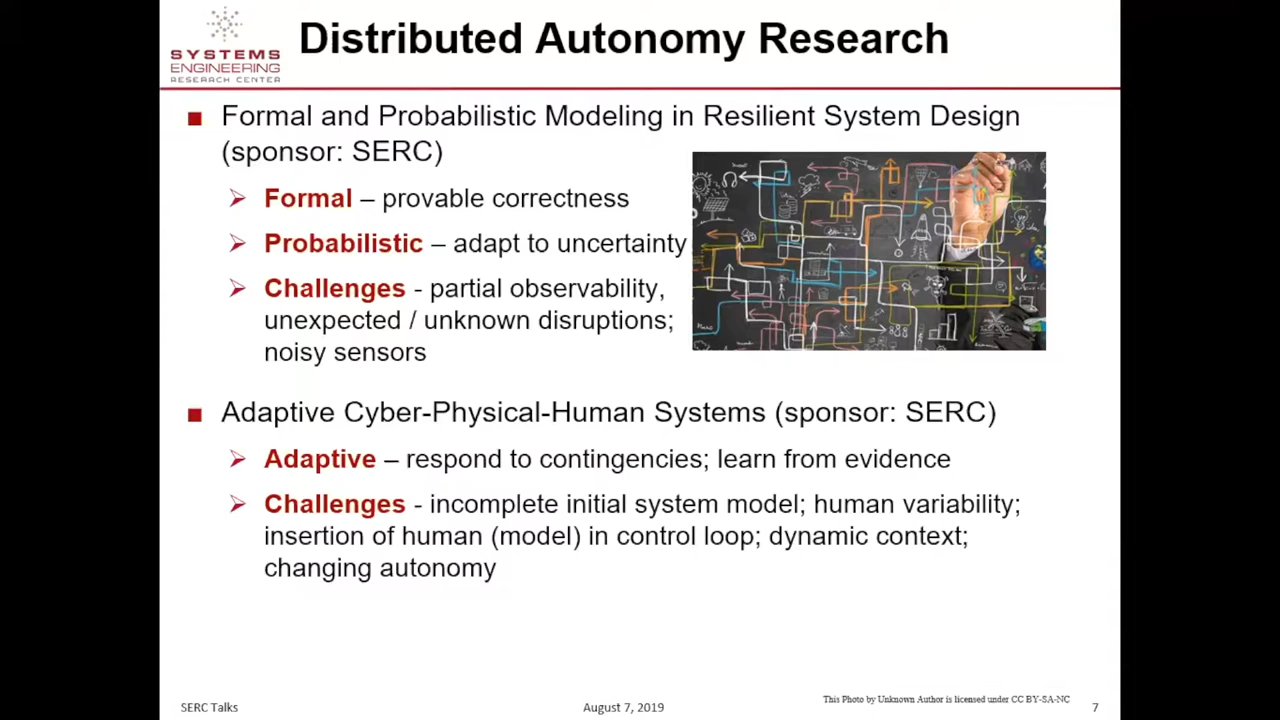 SYSTEMS
ENGINEERING
RESEARCH CENTER
Distributed Autonomy Research
Formal and Probabilistic Modeling in Resilient System Design
(sponsor: SERC)
Formal – provable correctness
Probabilistic – adapt to uncertainty
Challenges - partial observability,
unexpected / unknown disruptions;
noisy sensors
Adaptive Cyber-Physical-Human Systems (sponsor: SERC)
Adaptive – respond to contingencies; learn from evidence
Challenges - incomplete initial system model; human variability;
insertion of human (model) in control loop; dynamic context;
changing autonomy
This Photo by Unknown Author is licensed under CC BY-SA-NC
SERC Talks
August 7, 2019
7